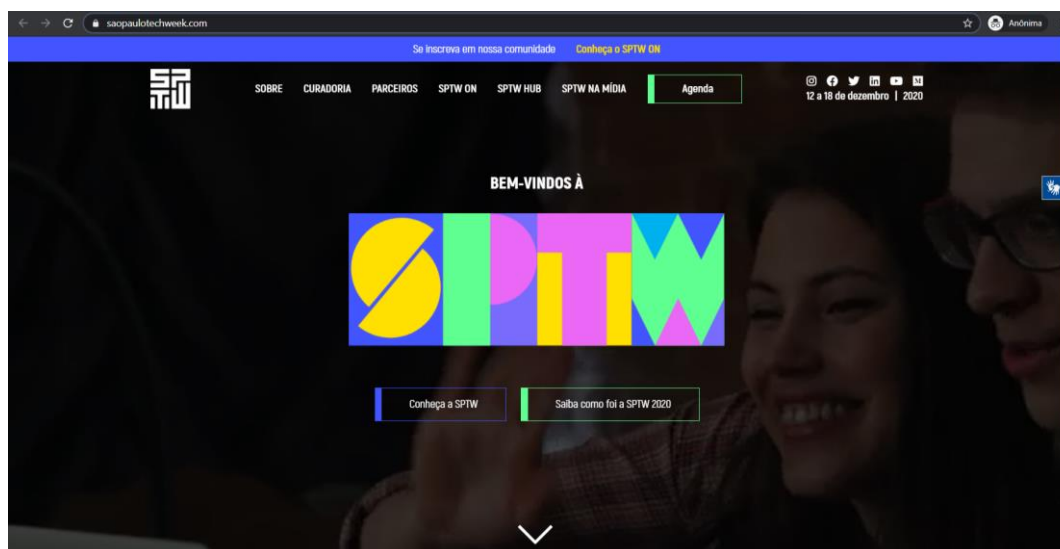 saopaulotechweek.com
Anônima
Se inscreva em nossa comunidade Conheça o SPTW ON
SPTW
SOBRE CURADORIA PARCEIROS SPTW ON SPTW HUB SPTW NA MÍDIA Agenda
12 a 18 de dezembro | 2020
BEM-VINDOS À
SPTW
Conheça a SPTW Saiba como foi a SPTW 2020